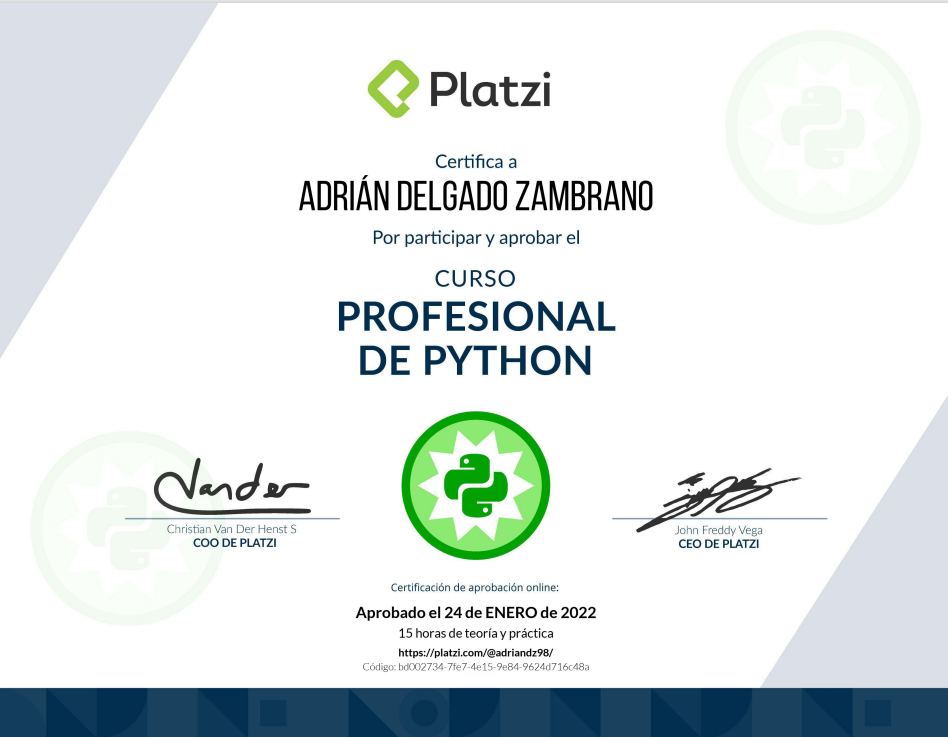 Platzi
Certifica a
ADRIÁN DELGADO ZAMBRANO
Por participar y aprobar el
CURSO
PROFESIONAL
DE PYTHON
Vander
Christian Van Der Henst S
COO DE PLATZI
John Freddy Vega
CEO DE PLATZI
Certificación de aprobación online:
Aprobado el 24 de ENERO de 2022
15 horas de teoría y práctica
https://platzi.com/@adriandz98/
Código: bd002734-7fe7-4e15-9e84-9624d716c48a